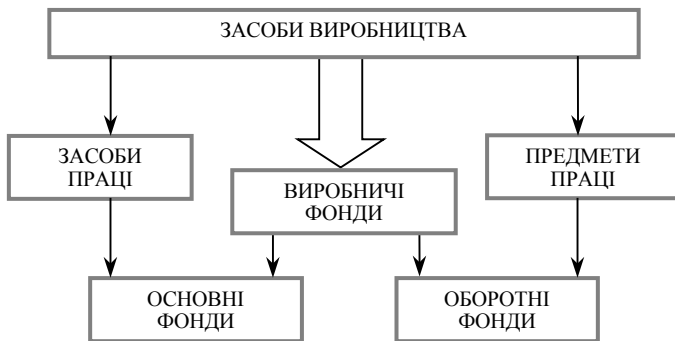 ЗАСОБИ ВИРОБНИЦТВА
ЗАСОБИ
ПРАЦІ
ВИРОБНИЧІ
ФОНДИ
ПРЕДМЕТИ
ПРАЦІ
ОСНОВНІ
ФОНДИ
ОБОРОТНІ
ФОНДИ